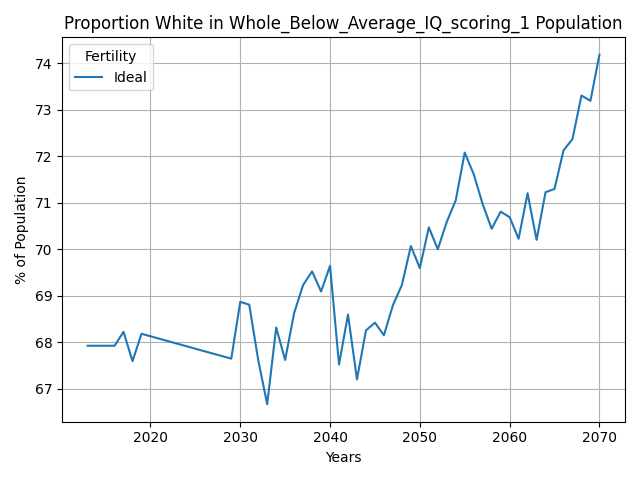 Proportion White in Whole_Below_Average_IQ_scoring_1 Population
Fertility
Ideal
% of Population
74
73
72
71
70
69
68
67
2020 2030 2040 2050 2060 2070
Years